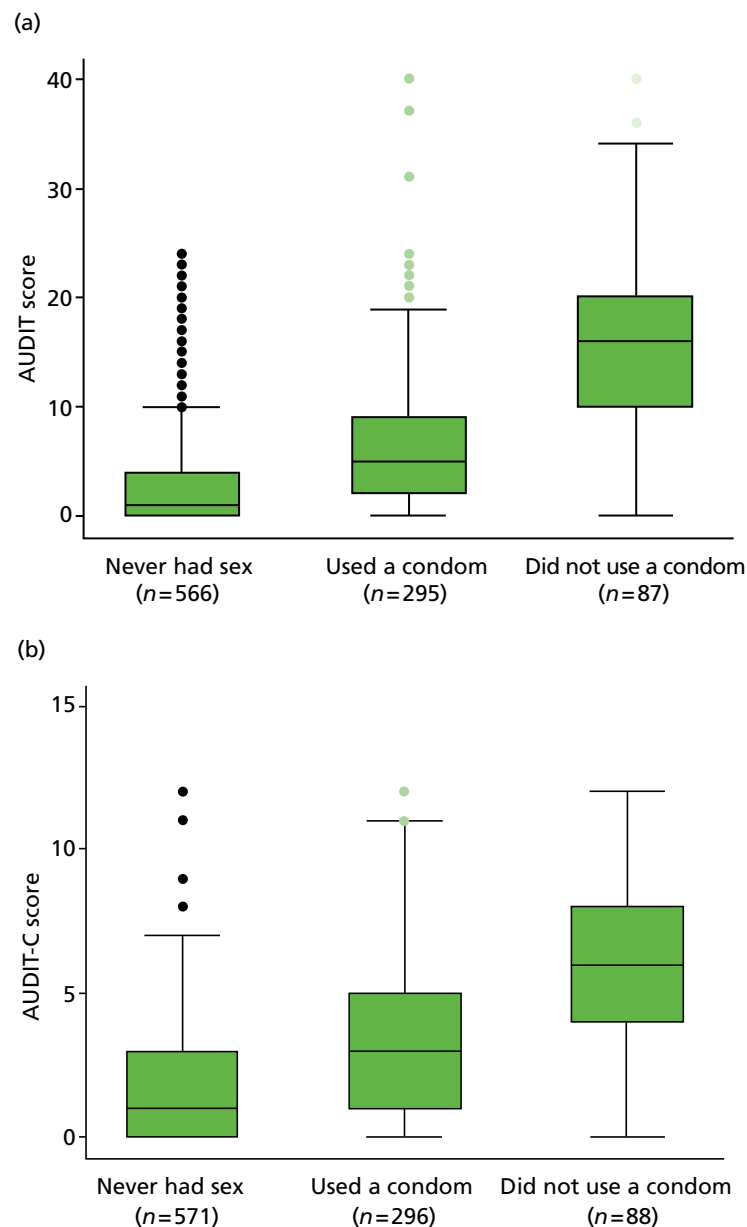 (a)
40
30
20
10
0
AUDIT score
Never had sex
(n=566)
Used a condom
(n=295)
Did not use a condom
(n=87)
(b)
15
10
5
0
AUDIT-C score
Never had sex
(n=571)
Used a condom
(n=296)
Did not use a condom
(n=88)